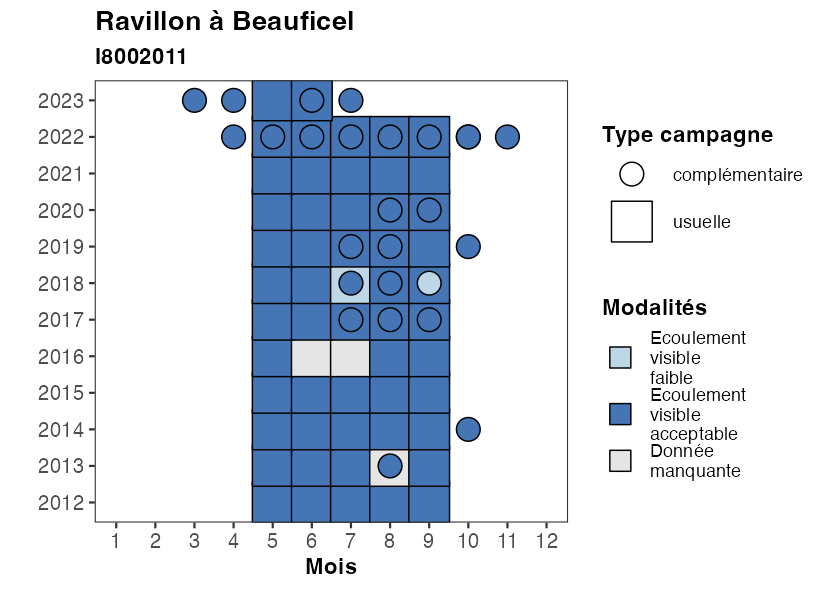 Ravillon à Beauficel
I8002011
2023
2022
2021
2020
2019
2018
2017
2016
2015
2014
2013
2012
1 2 3 4 5 6 7 8 9 10 11 12
Mois
Type campagne
complémentaire
usuelle
Modalités
Ecoulement
visible
faible
Ecoulement
visible
acceptable
Donnée
manquante